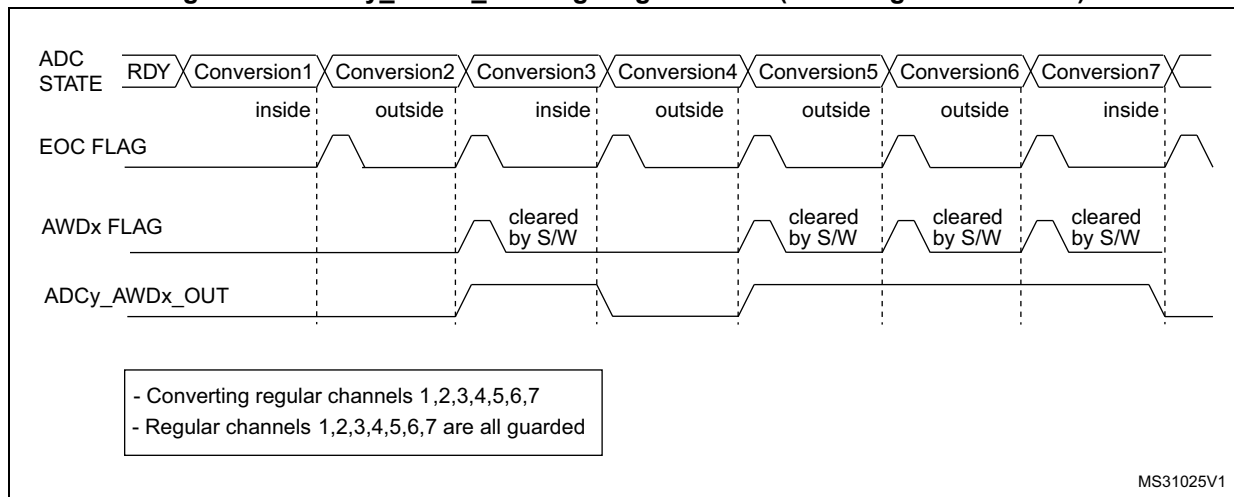 ADC
STATE
RDY Conversion1 Conversion2 Conversion3 Conversion4 Conversion5 Conversion6 Conversion7
inside outside inside outside outside outside inside
EOC FLAG
AWDx FLAG
cleared by S/W
cleared by S/W
cleared by S/W
cleared by S/W
ADCy_AWDx_OUT
- Converting regular channels 1,2,3,4,5,6,7
- Regular channels 1,2,3,4,5,6,7 are all guarded
MS31025V1